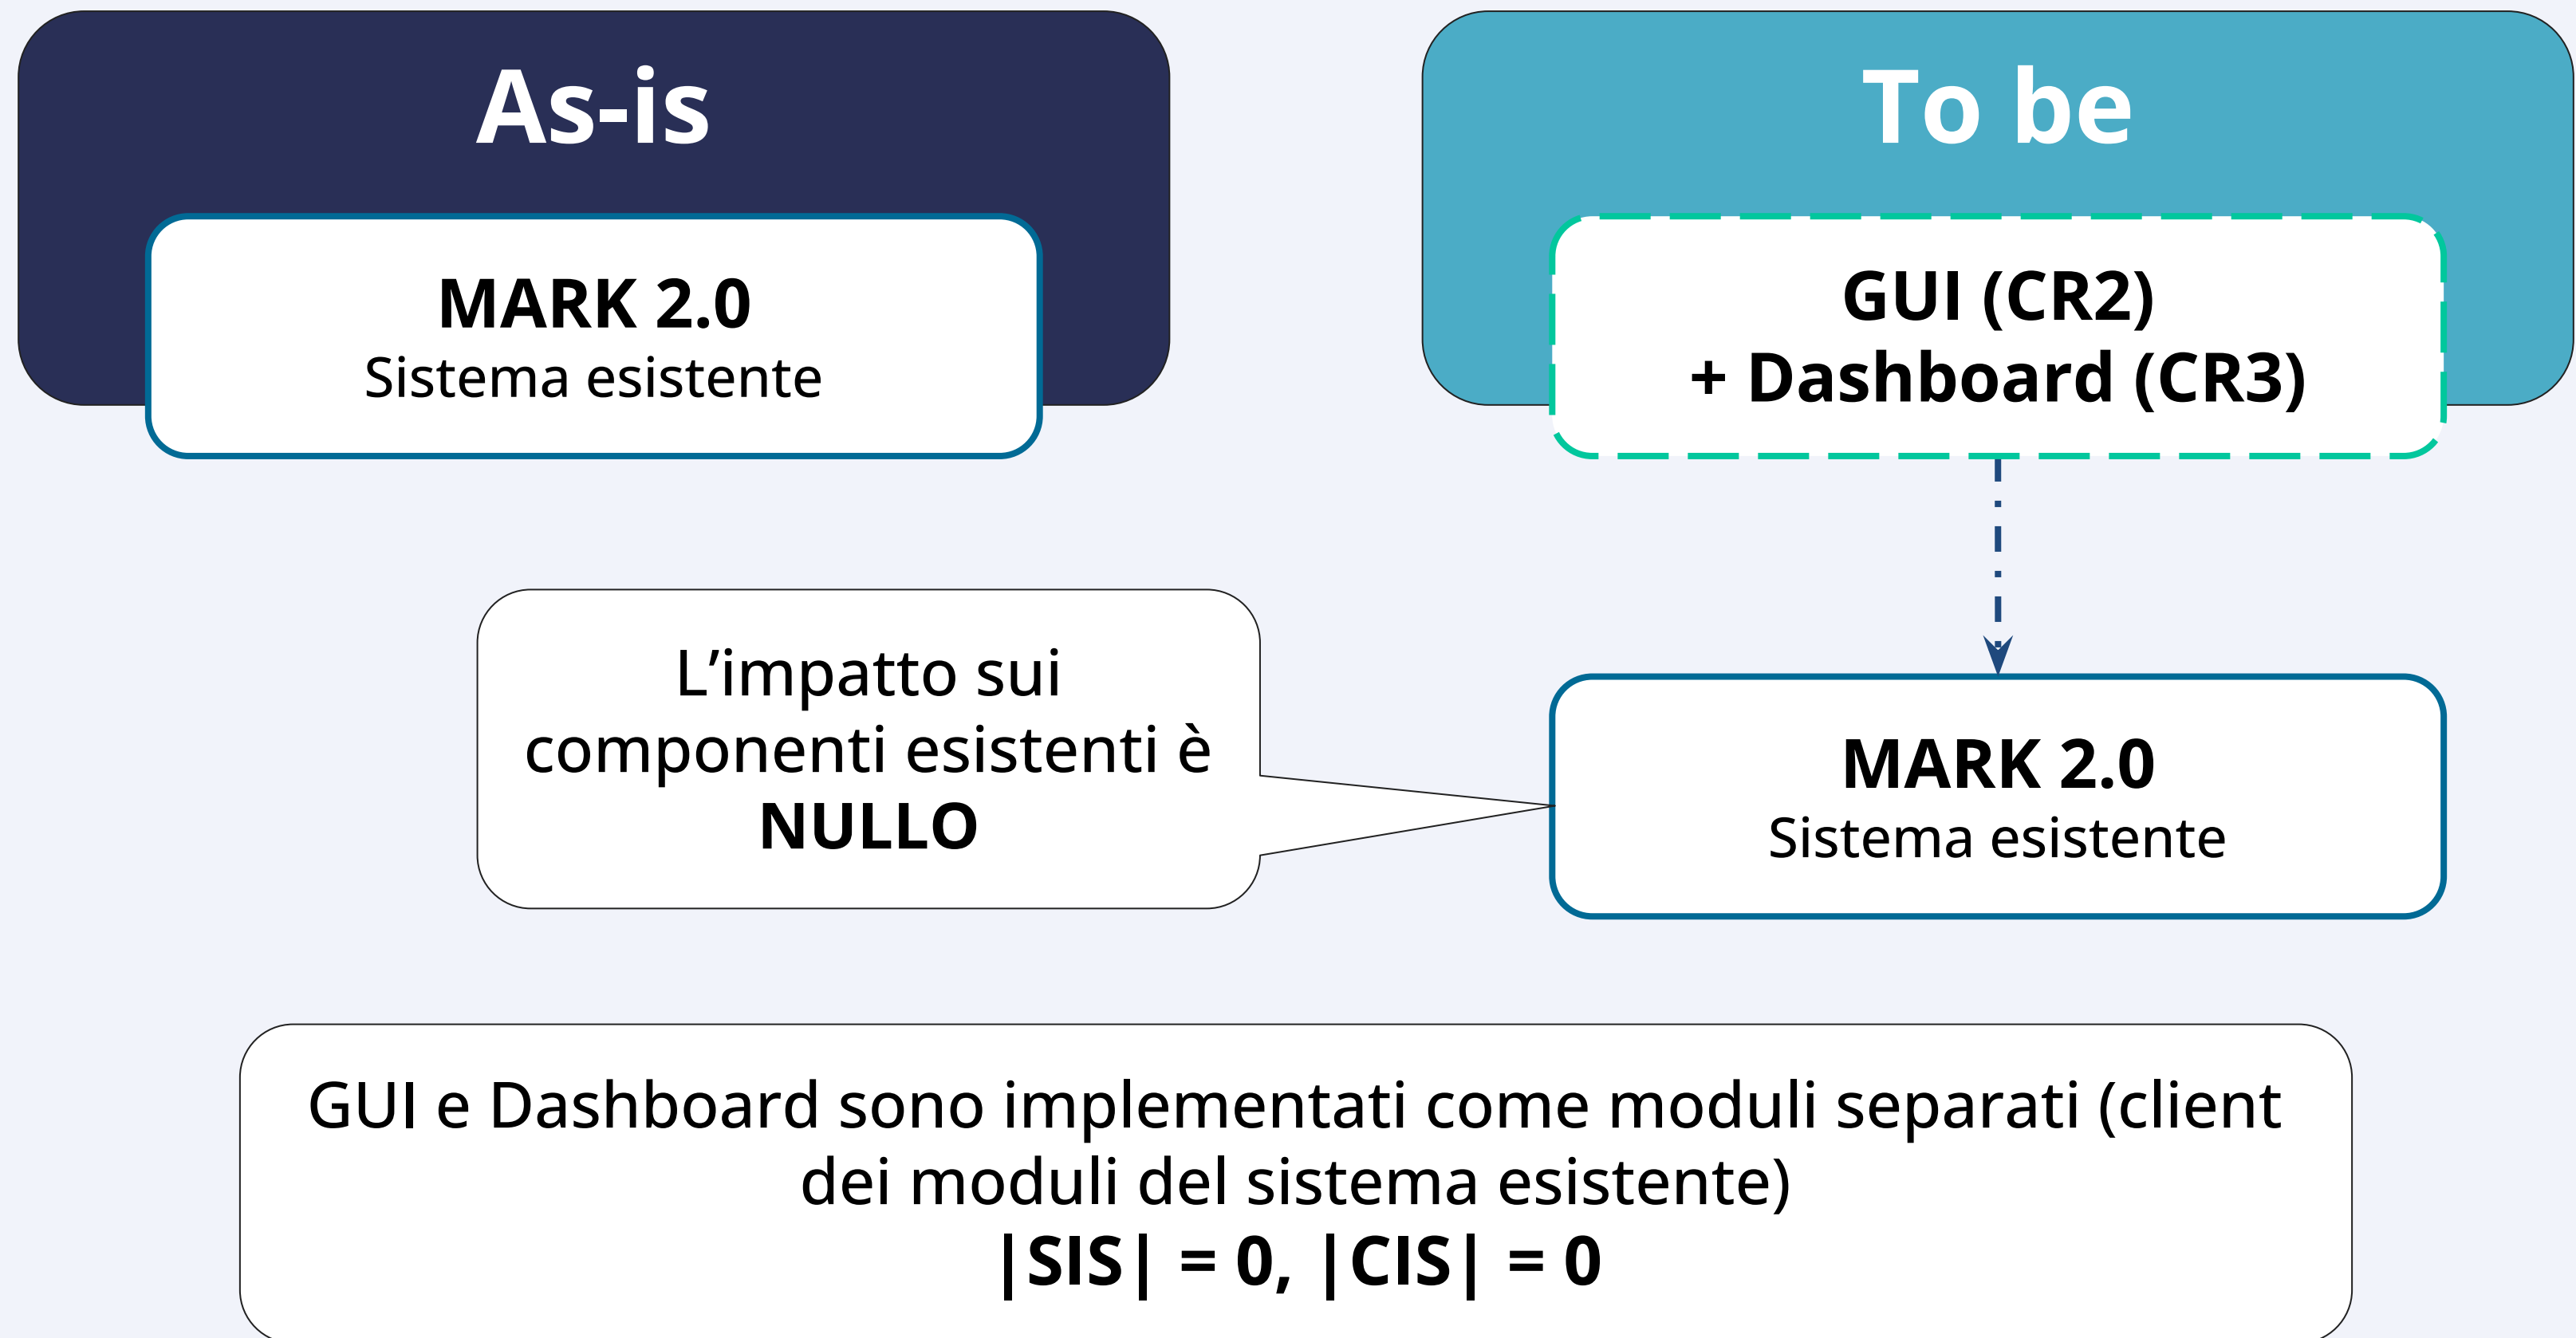 As-is
MARK 2.0
Sistema esistente
To be
GUI (CR2)
+ Dashboard (CR3)
L’impatto sui
componenti esistenti è
NULLO
MARK 2.0
Sistema esistente
GUI e Dashboard sono implementati come moduli separati (client
dei moduli del sistema esistente)
|SIS| = 0, |CIS| = 0